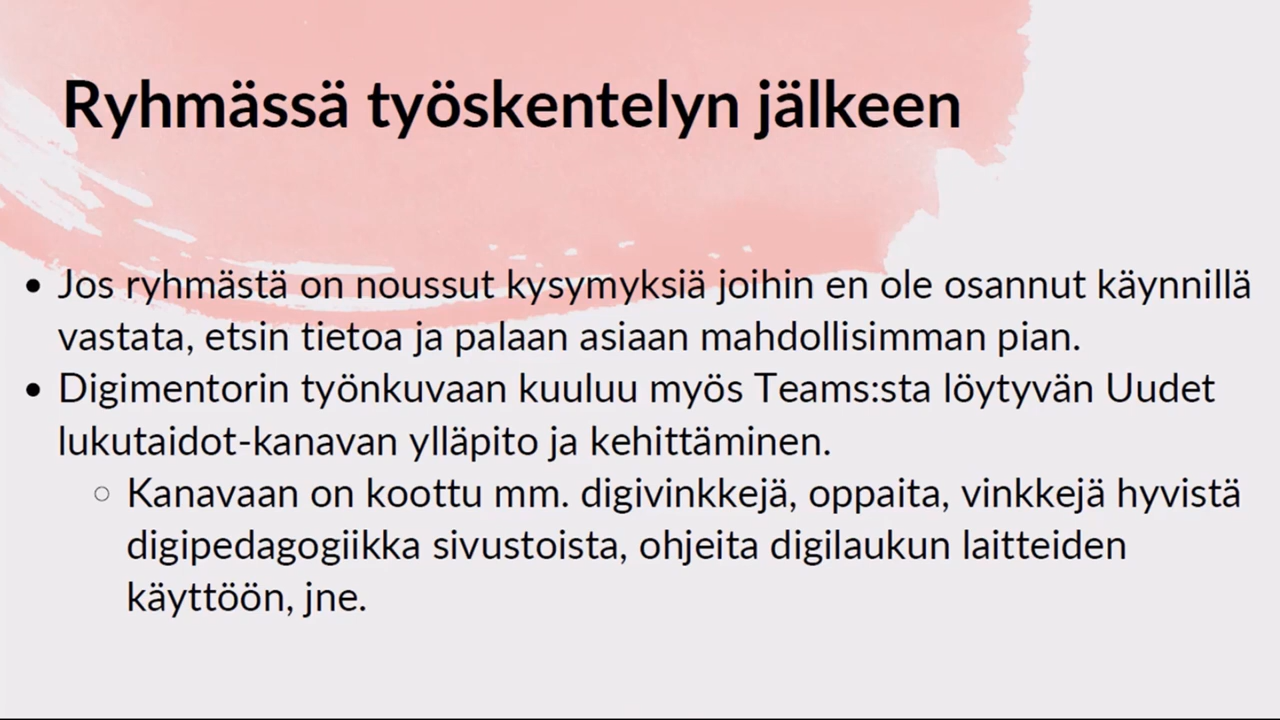 Ryhmässä työskentelyn jälkeen
• Jos ryhmästä on noussut kysymyksiä joihin en ole osannut käynnillä
vastata, etsin tietoa ja palaan asiaan mahdollisimman pian.
• Digimentorin työnkuvaan kuuluu myös Teams:sta löytyvän Uudet
lukutaidot-kanavan ylläpito ja kehittäminen.
○ Kanavaan on koottu mm. digivinkkejä, oppaita, vinkkejä hyvistä
digipedagogiikka sivustoista, ohjeita digilaukun laitteiden
käyttöön, jne.